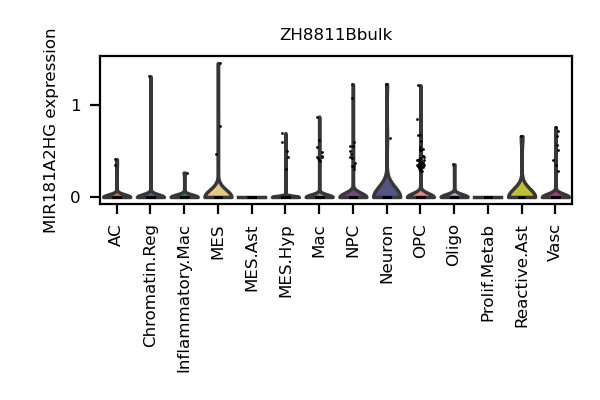 ZH8811Bbulk
MIR181A2HG expression
1
0
AC
Chromatin.Reg
Inflammatory.Mac
MES
MES.Ast
MES.Hyp
Mac
NPC
Neuron
OPC
Oligo
Prolif.Metab
Reactive.Ast
Vasc